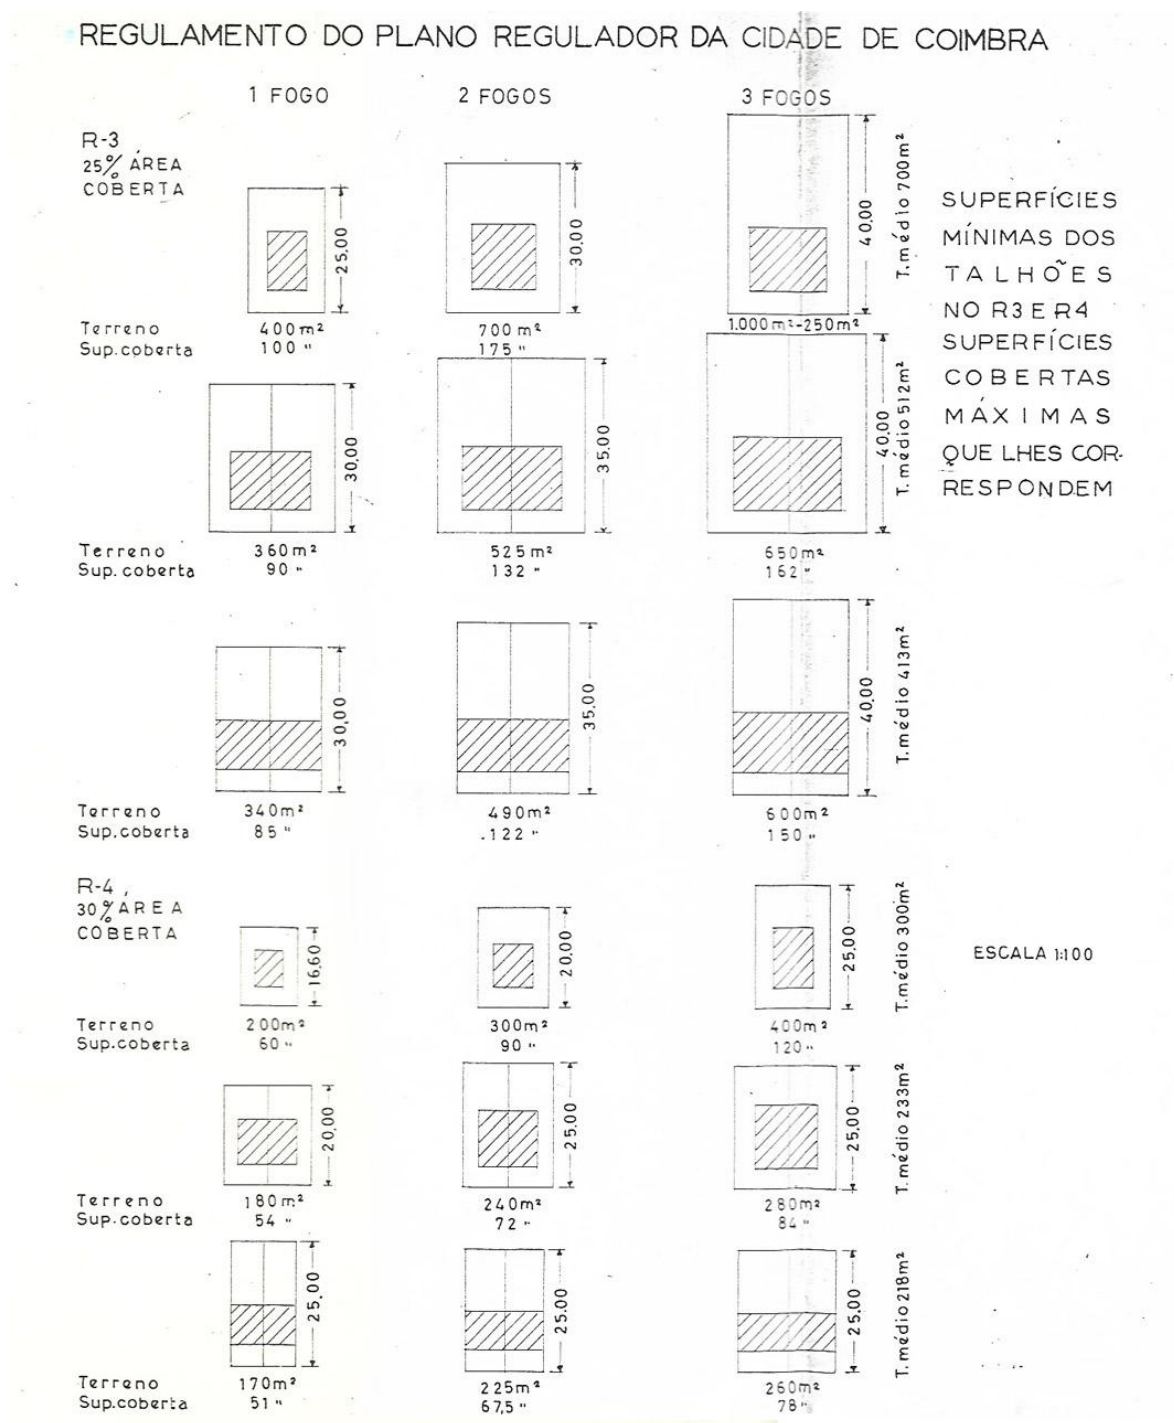 REGULAMENTO DO PLANO REGULADOR DA CIDADE DE COIMBRA
1 FOGO
2 FOGOS
3 FOGOS
R-3
25% ÁREA
COBERTA
25,00
30,00
40,00
T. médio 700m²
Terreno
400m²
700m²
1.000m²-250m²
Sup.coberta
100 "
175 "
30,00
35,00
40,00
T. médio 512m²
Terreno
360m²
525m²
650m²
Sup. coberta
90 "
132 "
162 "
30,00
35,00
40,00
T. médio 413m²
Terreno
340m²
490m²
600m²
Sup.coberta
85 "
122 "
150 "
R-4
30% ÁREA
COBERTA
16,60
20,00
25,00
T. médio 300m²
Terreno
200m²
300m²
400m²
Sup.coberta
60 "
90 "
120 "
20,00
25,00
25,00
T. médio 233m²
Terreno
180m²
240m²
280m²
Sup.coberta
54 "
72 "
84 "
25,00
25,00
25,00
T. médio 218m²
Terreno
170m²
225m²
260m²
Sup.coberta
51 "
67,5 "
78 "
SUPERFÍCIES
MÍNIMAS DOS
TALHÕES
NO R3 E R4
SUPERFÍCIES
COBERTAS
MÁXIMAS
QUE LHES COR-
RESPONDEM
ESCALA 1:100